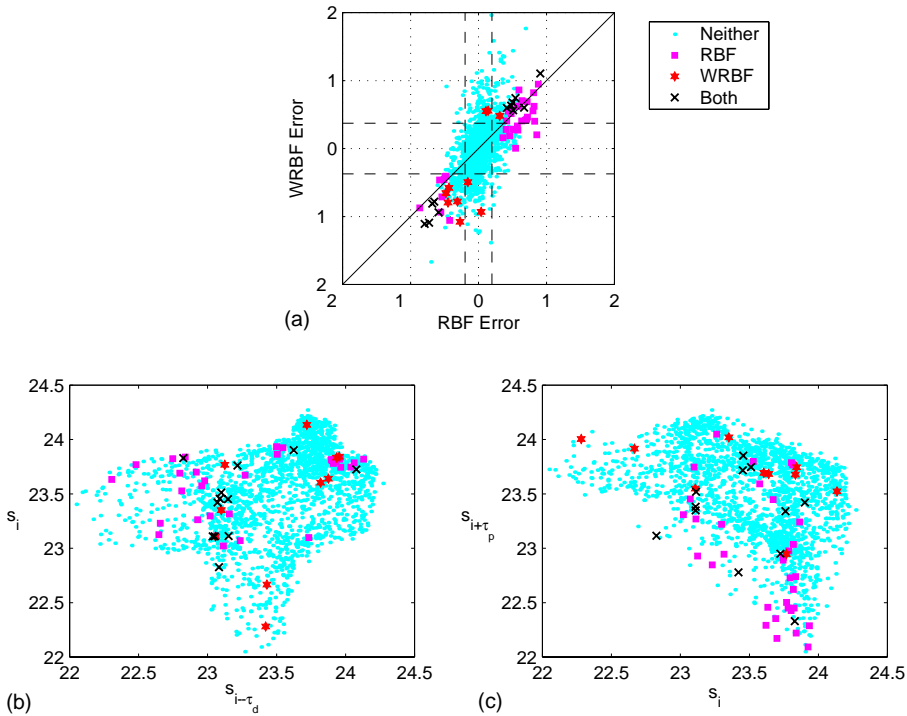 2
1
0
1
2
WRBF Error
2
1
0
1
2
RBF Error
(a)
Neither
RBF
WRBF
Both
24.5
24
23.5
23
22.5
22
s_i
22
22.5
23
23.5
24
24.5
s_{i−τ_d}
(b)
24.5
24
23.5
23
22.5
22
s_{i+τ_p}
22
22.5
23
23.5
24
24.5
s_i
(c)